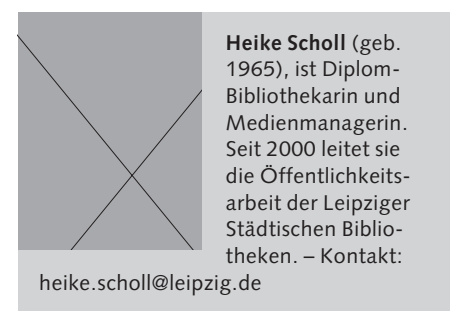 Heike Scholl (geb.
1965), ist Diplom-
Bibliothekarin und
Medienmanagerin.
Seit 2000 leitet sie
die Öffentlichkeits-
arbeit der Leipziger
Städtischen Biblio-
theken. – Kontakt:
heike.scholl@leipzig.de